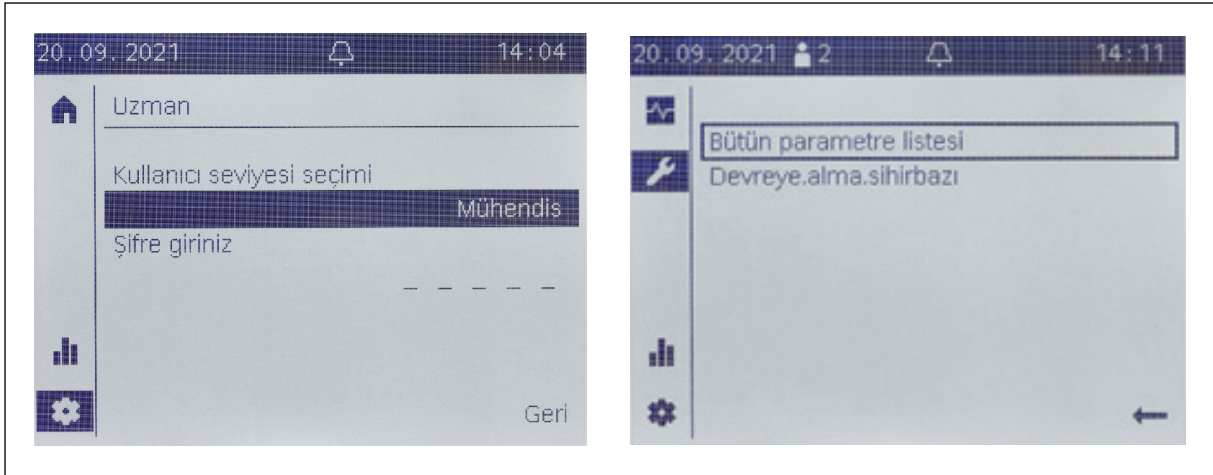 20.09.2021 14:04
Uzman
Kullanıcı seviyesi seçimi
Mühendis
Şifre giriniz
_ _ _ _ _
Geri
20.09.2021 2 14:11
Bütün parametre listesi
Devreye.alma.sihirbazı